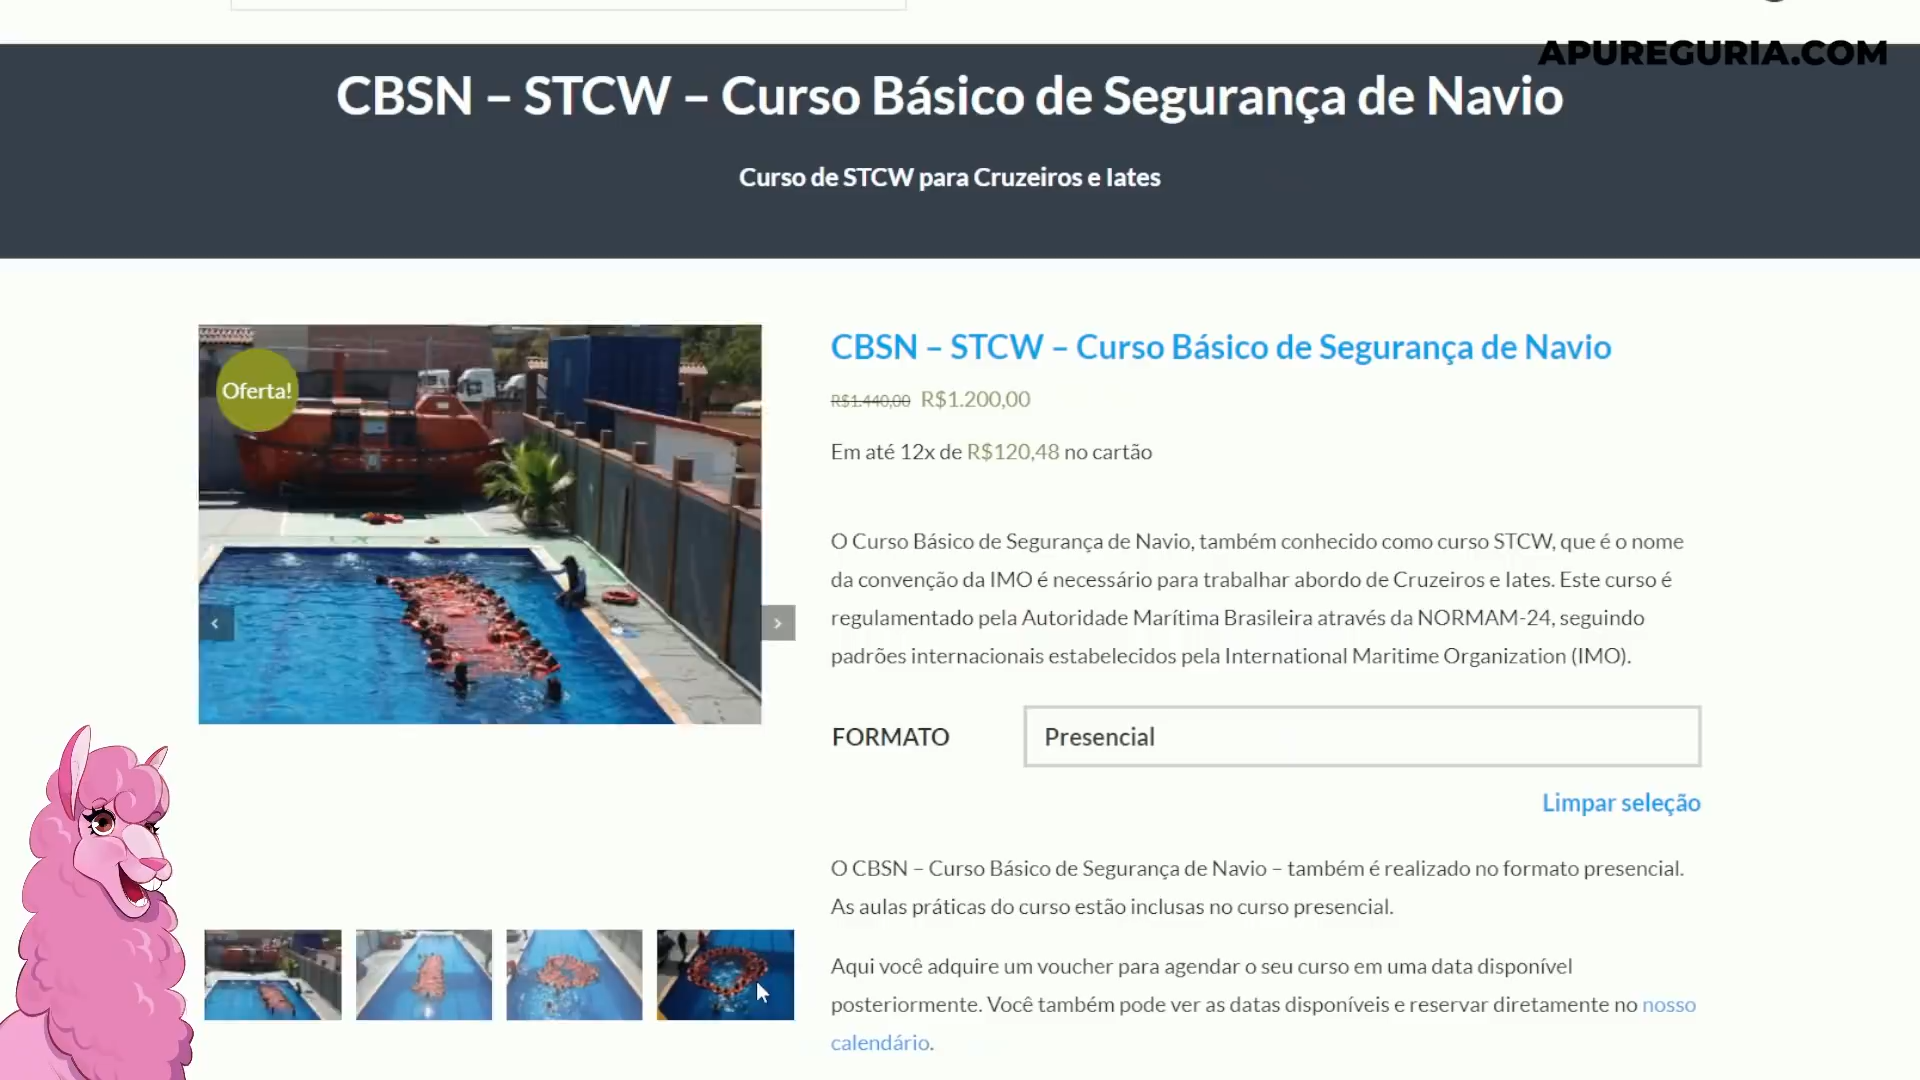 APUREGURIA.COM
CBSN – STCW – Curso Básico de Segurança de Navio
Curso de STCW para Cruzeiros e Iates
Oferta!
CBSN – STCW – Curso Básico de Segurança de Navio
R$1.440,00 R$1.200,00
Em até 12x de R$120,48 no cartão
O Curso Básico de Segurança de Navio, também conhecido como curso STCW, que é o nome
da convenção da IMO é necessário para trabalhar abordo de Cruzeiros e Iates. Este curso é
regulamentado pela Autoridade Marítima Brasileira através da NORMAM-24, seguindo
padrões internacionais estabelecidos pela International Maritime Organization (IMO).
FORMATO Presencial
Limpar seleção
O CBSN – Curso Básico de Segurança de Navio – também é realizado no formato presencial.
As aulas práticas do curso estão inclusas no curso presencial.
Aqui você adquire um voucher para agendar o seu curso em uma data disponível
posteriormente. Você também pode ver as datas disponíveis e reservar diretamente no nosso
calendário.